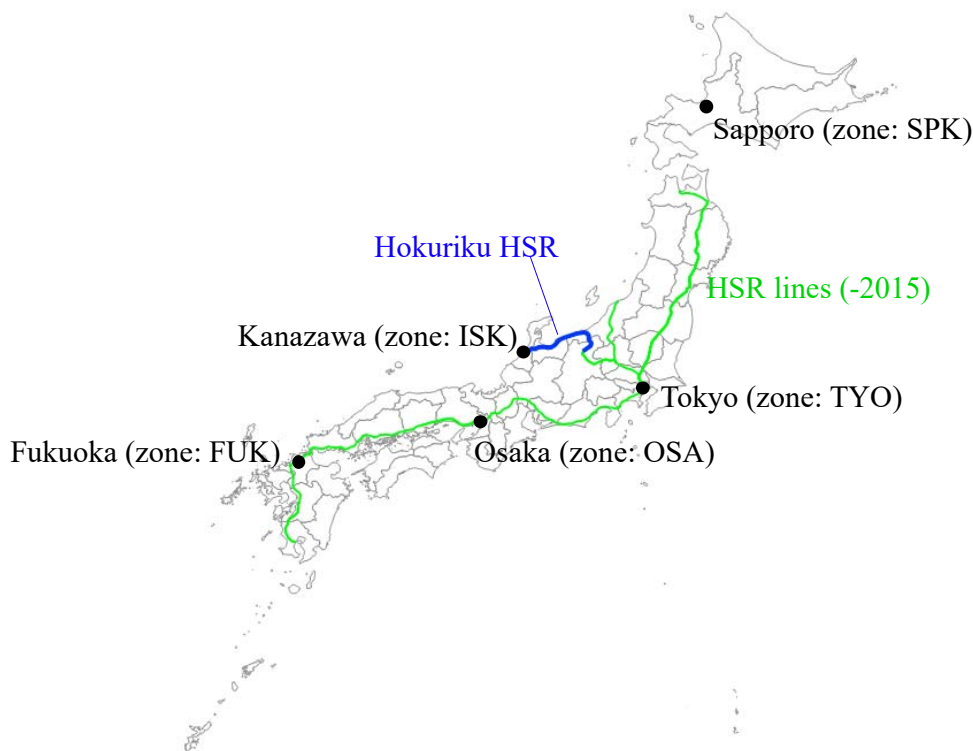 Sapporo (zone: SPK)
Hokuriku HSR
HSR lines (-2015)
Kanazawa (zone: ISK)
Tokyo (zone: TYO)
Fukuoka (zone: FUK)
Osaka (zone: OSA)